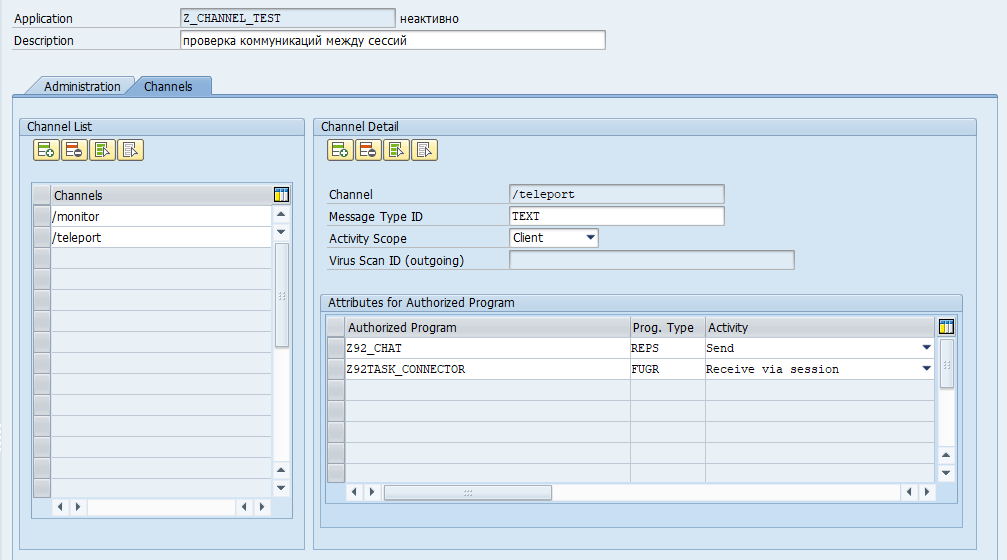 Application Z_CHANNEL_TEST неактивно
Description проверка коммуникаций между сессий
Administration Channels
Channel List
Channels
/monitor
/teleport
Channel Detail
Channel /teleport
Message Type ID TEXT
Activity Scope Client
Virus Scan ID (outgoing)
Attributes for Authorized Program
Authorized Program Prog. Type Activity
Z92_CHAT REPS Send
Z92TASK_CONNECTOR FUGR Receive via session